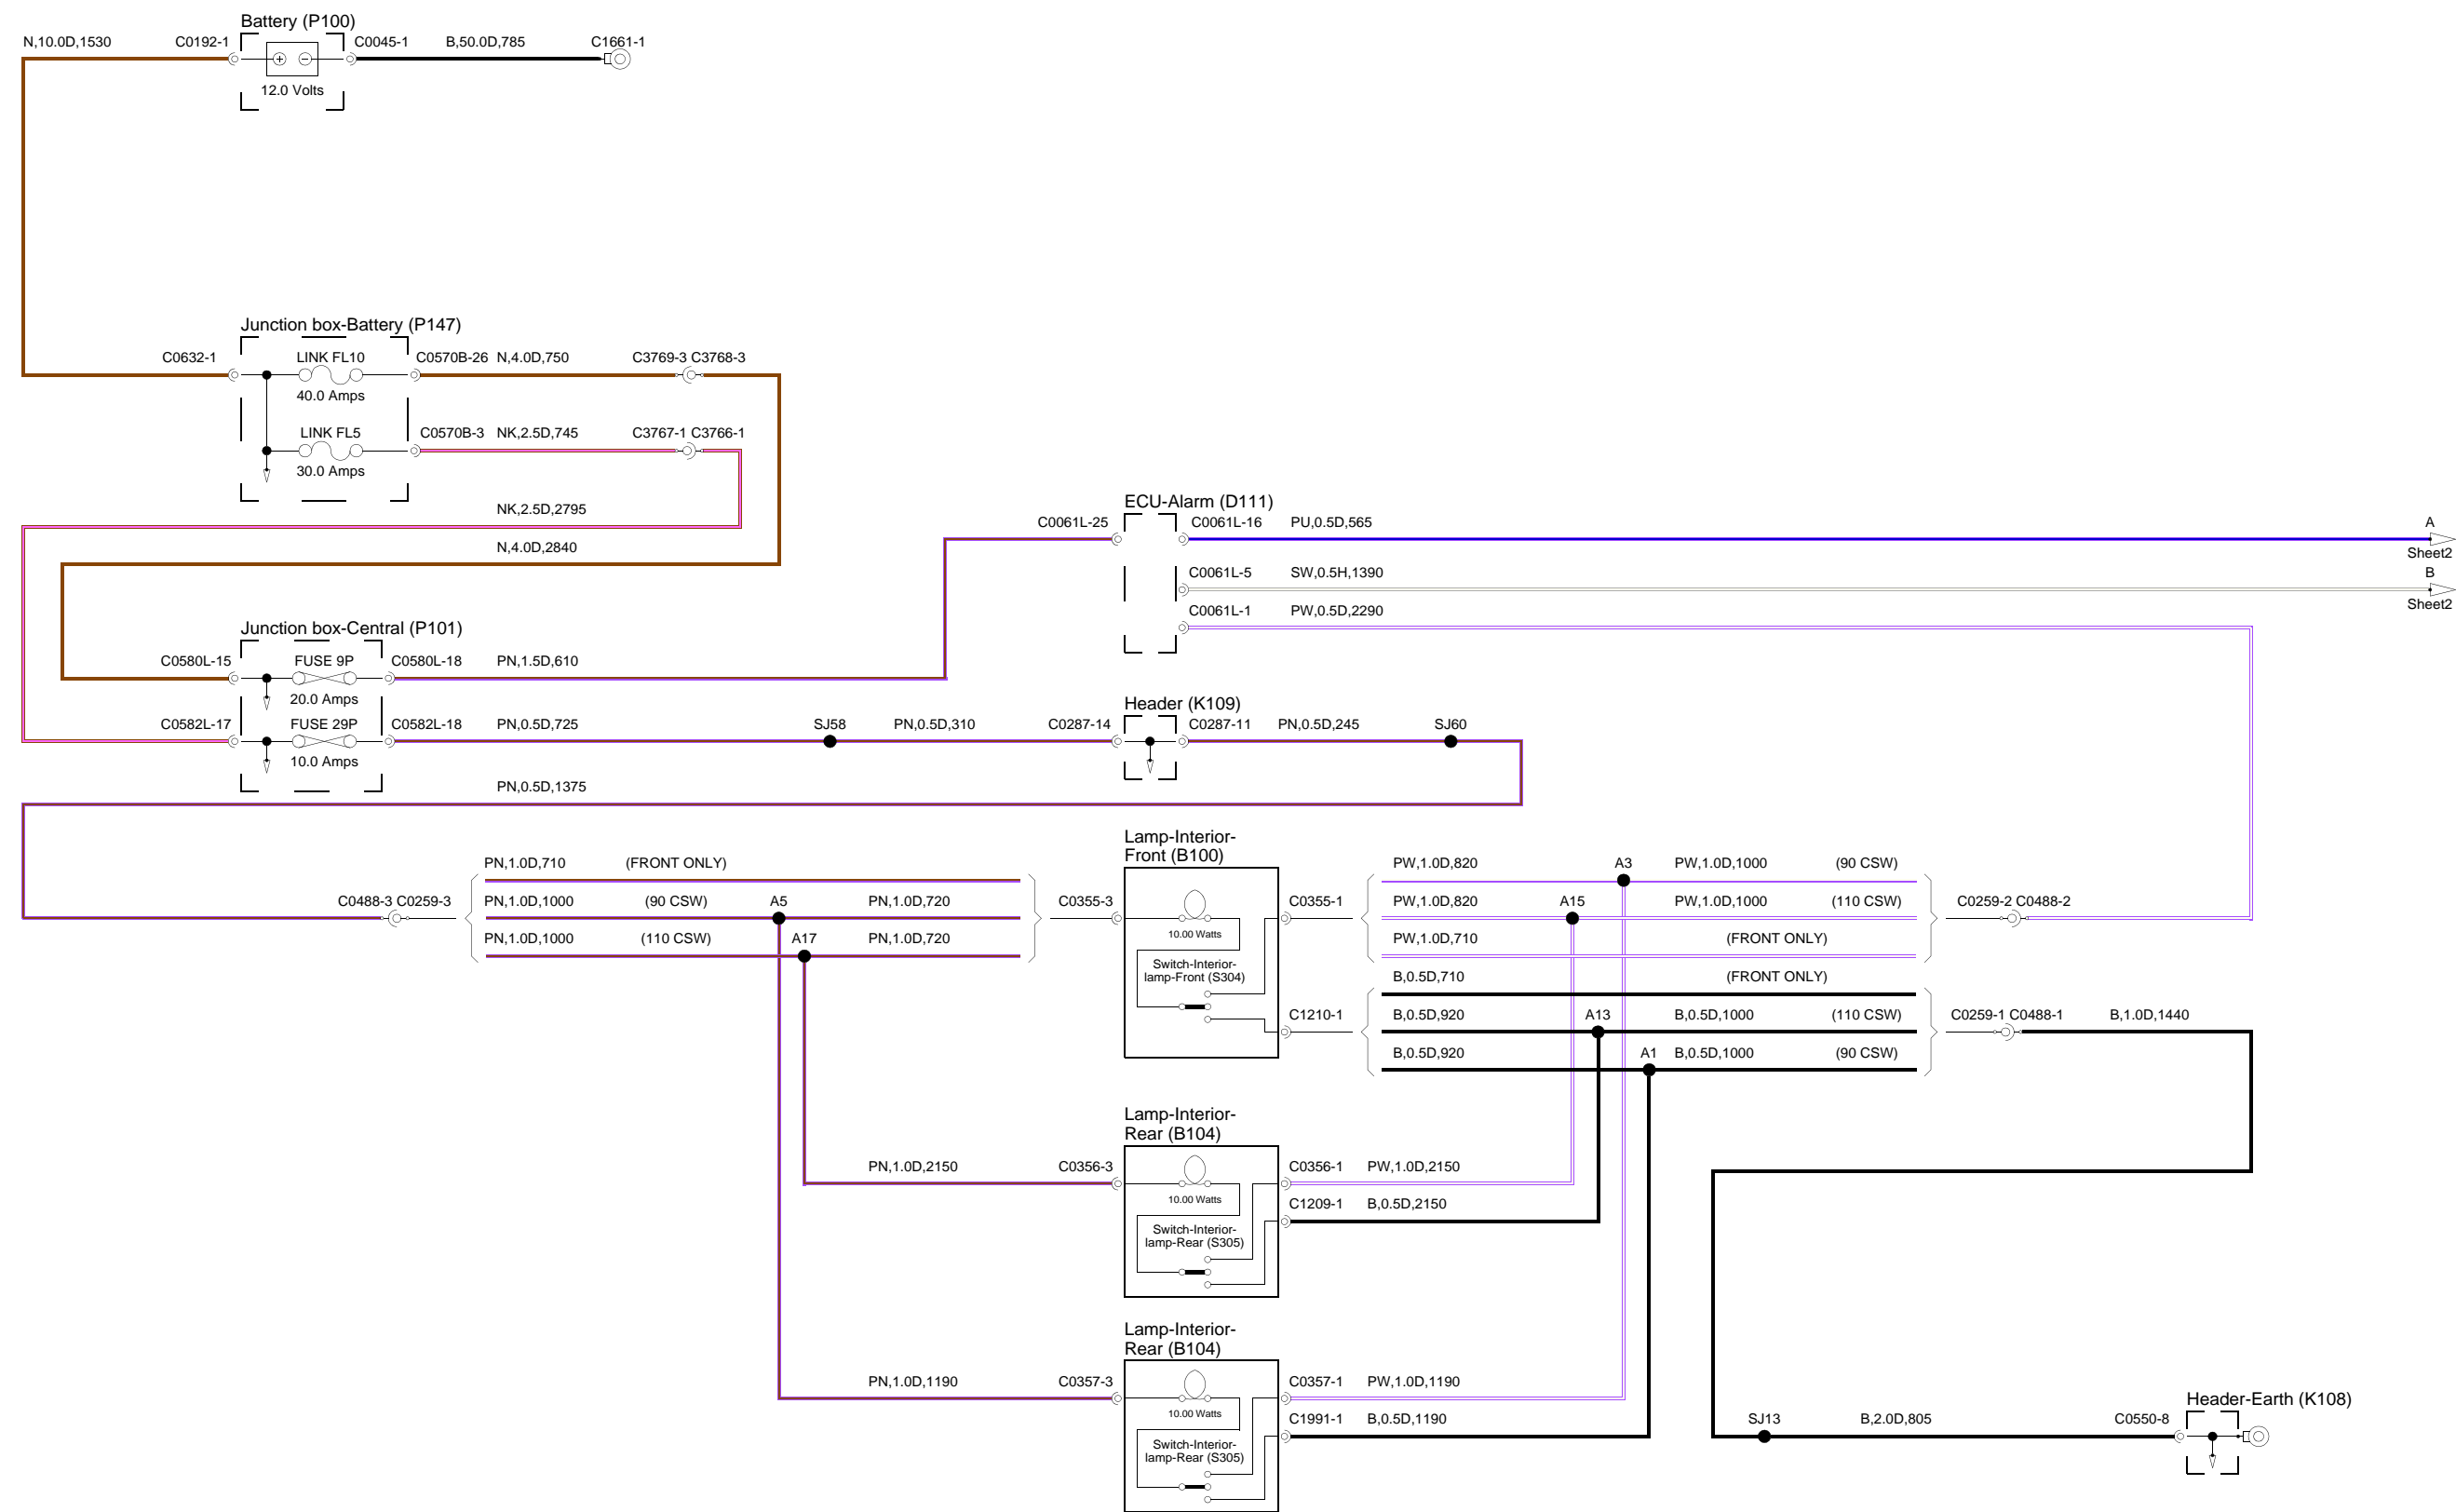 Battery (P100)
N,10.0D,1530 C0192-1 C0045-1 B,50.0D,785 C1661-1
12.0 Volts
Junction box-Battery (P147)
C0632-1 LINK FL10 C0570B-26 N,4.0D,750 C3769-3 C3768-3
40.0 Amps
LINK FL5 C0570B-3 NK,2.5D,745 C3767-1 C3766-1
30.0 Amps
NK,2.5D,2795
N,4.0D,2840
ECU-Alarm (D111)
C0061L-25 C0061L-16 PU,0.5D,565 A
Sheet2
C0061L-5 SW,0.5H,1390 B
Sheet2
C0061L-1 PW,0.5D,2290
Junction box-Central (P101)
C0580L-15 FUSE 9P C0580L-18 PN,1.5D,610
20.0 Amps
Header (K109)
C0582L-17 FUSE 29P C0582L-18 PN,0.5D,725 SJ58 PN,0.5D,310 C0287-14 C0287-11 PN,0.5D,245 SJ60
10.0 Amps
PN,0.5D,1375
Lamp-Interior-
Front (B100)
PN,1.0D,710 (FRONT ONLY) PW,1.0D,820 A3 PW,1.0D,1000 (90 CSW)
C0488-3 C0259-3 PN,1.0D,1000 (90 CSW) A5 PN,1.0D,720 C0355-3 C0355-1 PW,1.0D,820 A15 PW,1.0D,1000 (110 CSW) C0259-2 C0488-2
10.00 Watts
PN,1.0D,1000 (110 CSW) A17 PN,1.0D,720 PW,1.0D,710 (FRONT ONLY)
Switch-Interior-
lamp-Front (S304)
B,0.5D,710 (FRONT ONLY)
C1210-1 B,0.5D,920 A13 B,0.5D,1000 (110 CSW) C0259-1 C0488-1 B,1.0D,1440
B,0.5D,920 A1 B,0.5D,1000 (90 CSW)
Lamp-Interior-
Rear (B104)
PN,1.0D,2150 C0356-3 C0356-1 PW,1.0D,2150
10.00 Watts
C1209-1 B,0.5D,2150
Switch-Interior-
lamp-Rear (S305)
Lamp-Interior-
Rear (B104)
PN,1.0D,1190 C0357-3 C0357-1 PW,1.0D,1190
10.00 Watts
C1991-1 B,0.5D,1190
Switch-Interior-
lamp-Rear (S305)
Header-Earth (K108)
SJ13 B,2.0D,805 C0550-8